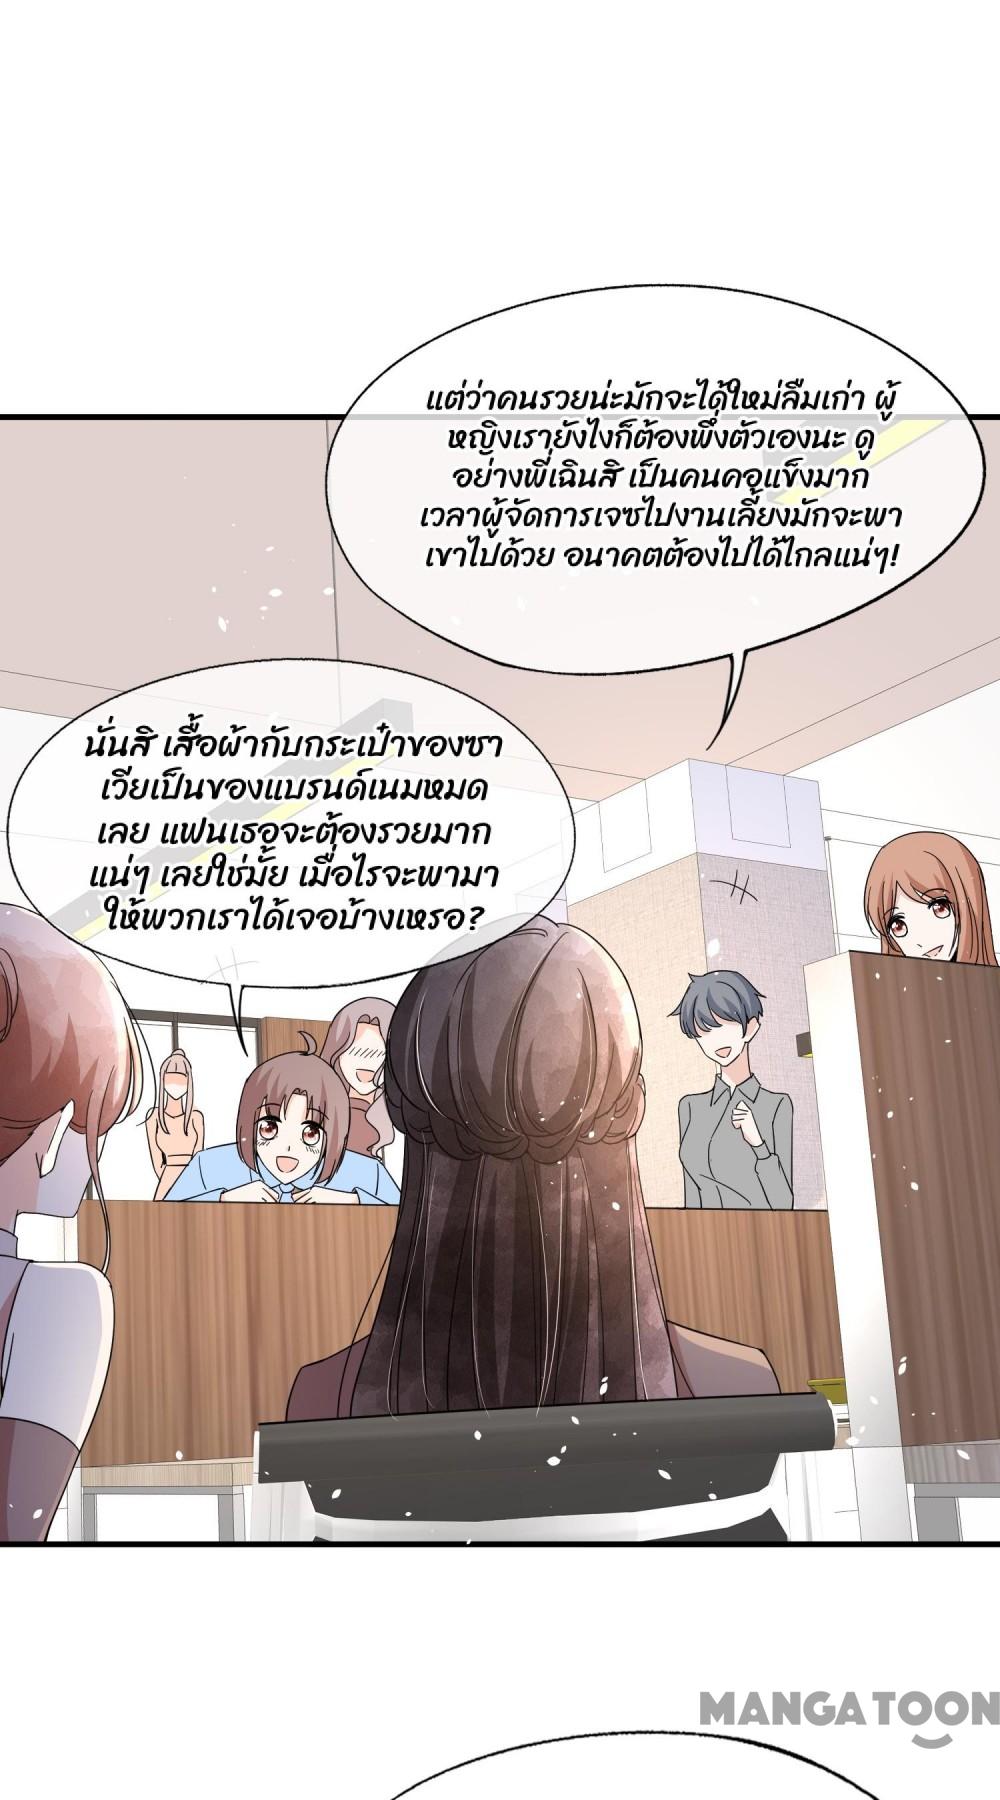 แต่ว่าคนรวยน่ะมักจะได้ใหม่ลืมเก่า ผู้
หญิงเรายังไงก็ต้องพึ่งตัวเองนะ ดู
อย่างพี่เฉินสิ เป็นคนคอแข็งมาก
เวลาผู้จัดการเจซไปงานเลี้ยงมักจะพา
เขาไปด้วย อนาคตต้องไปได้ไกลแน่ๆ!
นั่นสิ เสื้อผ้ากับกระเป๋าของซา
เวียเป็นของแบรนด์เนมหมด
เลย แฟนเธอจะต้องรวยมาก
แน่ๆ เลยใช่มั้ย เมื่อไรจะพามา
ให้พวกเราได้เจอบ้างเหรอ?
MANGATOON